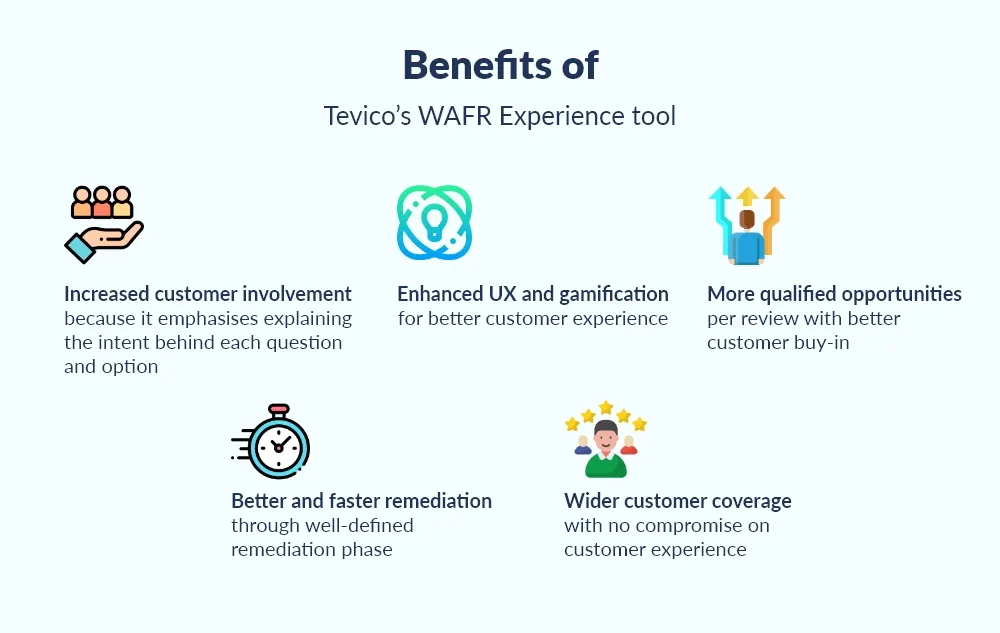 Benefits of
Tevico's WAFR Experience tool
Increased customer involvement
because it emphasises explaining
the intent behind each question
and option
Enhanced UX and gamification
for better customer experience
More qualified opportunities
per review with better
customer buy-in
Better and faster remediation
through well-defined
remediation phase
Wider customer coverage
with no compromise on
customer experience